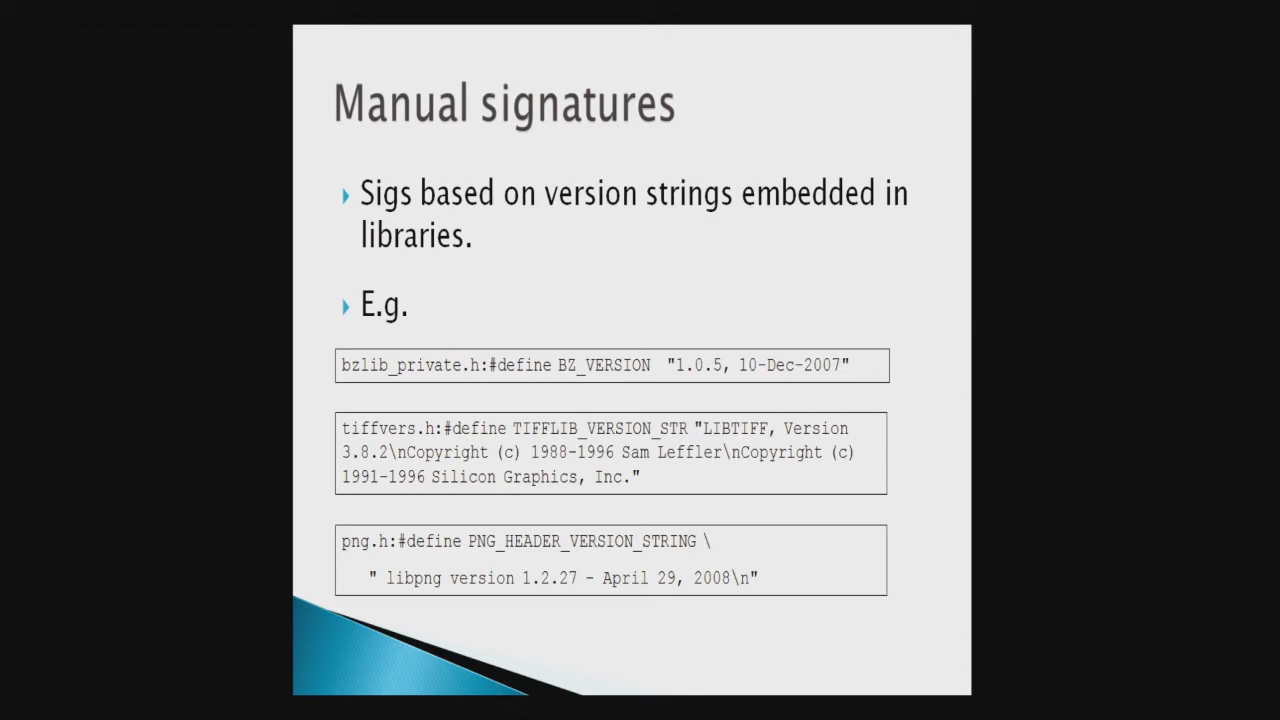 Manual signatures
Sigs based on version strings embedded in
libraries.
E.g.
bzlib_private.h:#define BZ_VERSION "1.0.5, 10-Dec-2007"
tiffvers.h:#define TIFFLIB_VERSION_STR "LIBTIFF, Version
3.8.2\nCopyright (c) 1988-1996 Sam Leffler\nCopyright (c)
1991-1996 Silicon Graphics, Inc."
png.h:#define PNG_HEADER_VERSION_STRING \
" libpng version 1.2.27 - April 29, 2008\n"